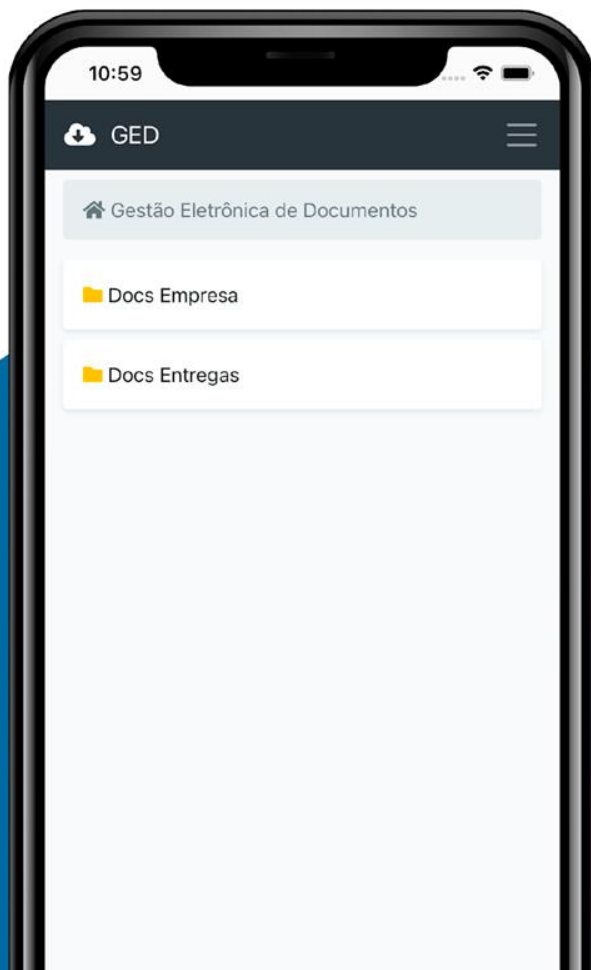 10:59
GED
Gestão Eletrônica de Documentos
Docs Empresa
Docs Entregas